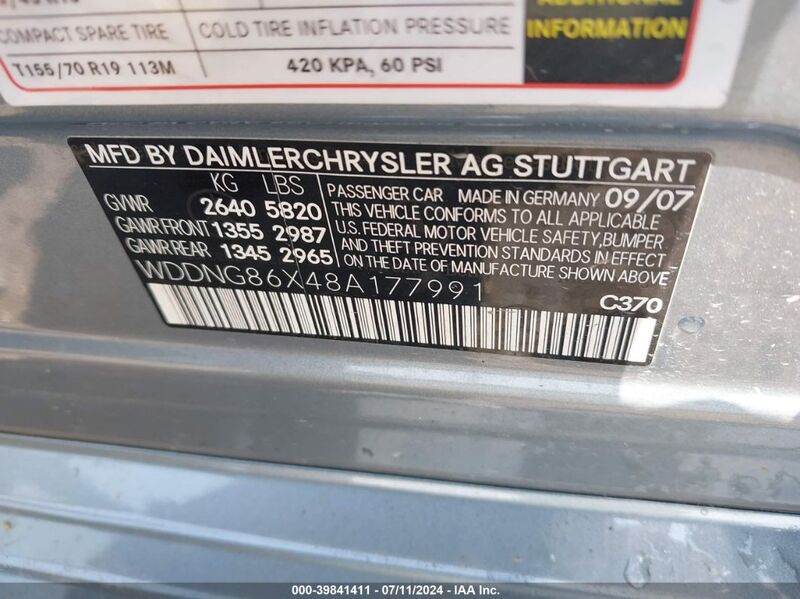 COMPACT SPARE TIRE COLD TIRE INFLATION PRESSURE
INFORMATION
T155/70 R19 113M 420 KPA, 60 PSI
MFD BY DAIMLERCHRYSLER AG STUTTGART
KG LBS
GVWR 2640 5820
GAWR FRONT 1355 2987
GAWR REAR 1345 2965
PASSENGER CAR MADE IN GERMANY 09/07
THIS VEHICLE CONFORMS TO ALL APPLICABLE
U.S. FEDERAL MOTOR VEHICLE SAFETY, BUMPER
AND THEFT PREVENTION STANDARDS IN EFFECT
ON THE DATE OF MANUFACTURE SHOWN ABOVE
WDDNG86X48A177991
C370
000-39841411 - 07/11/2024 - IAA Inc.